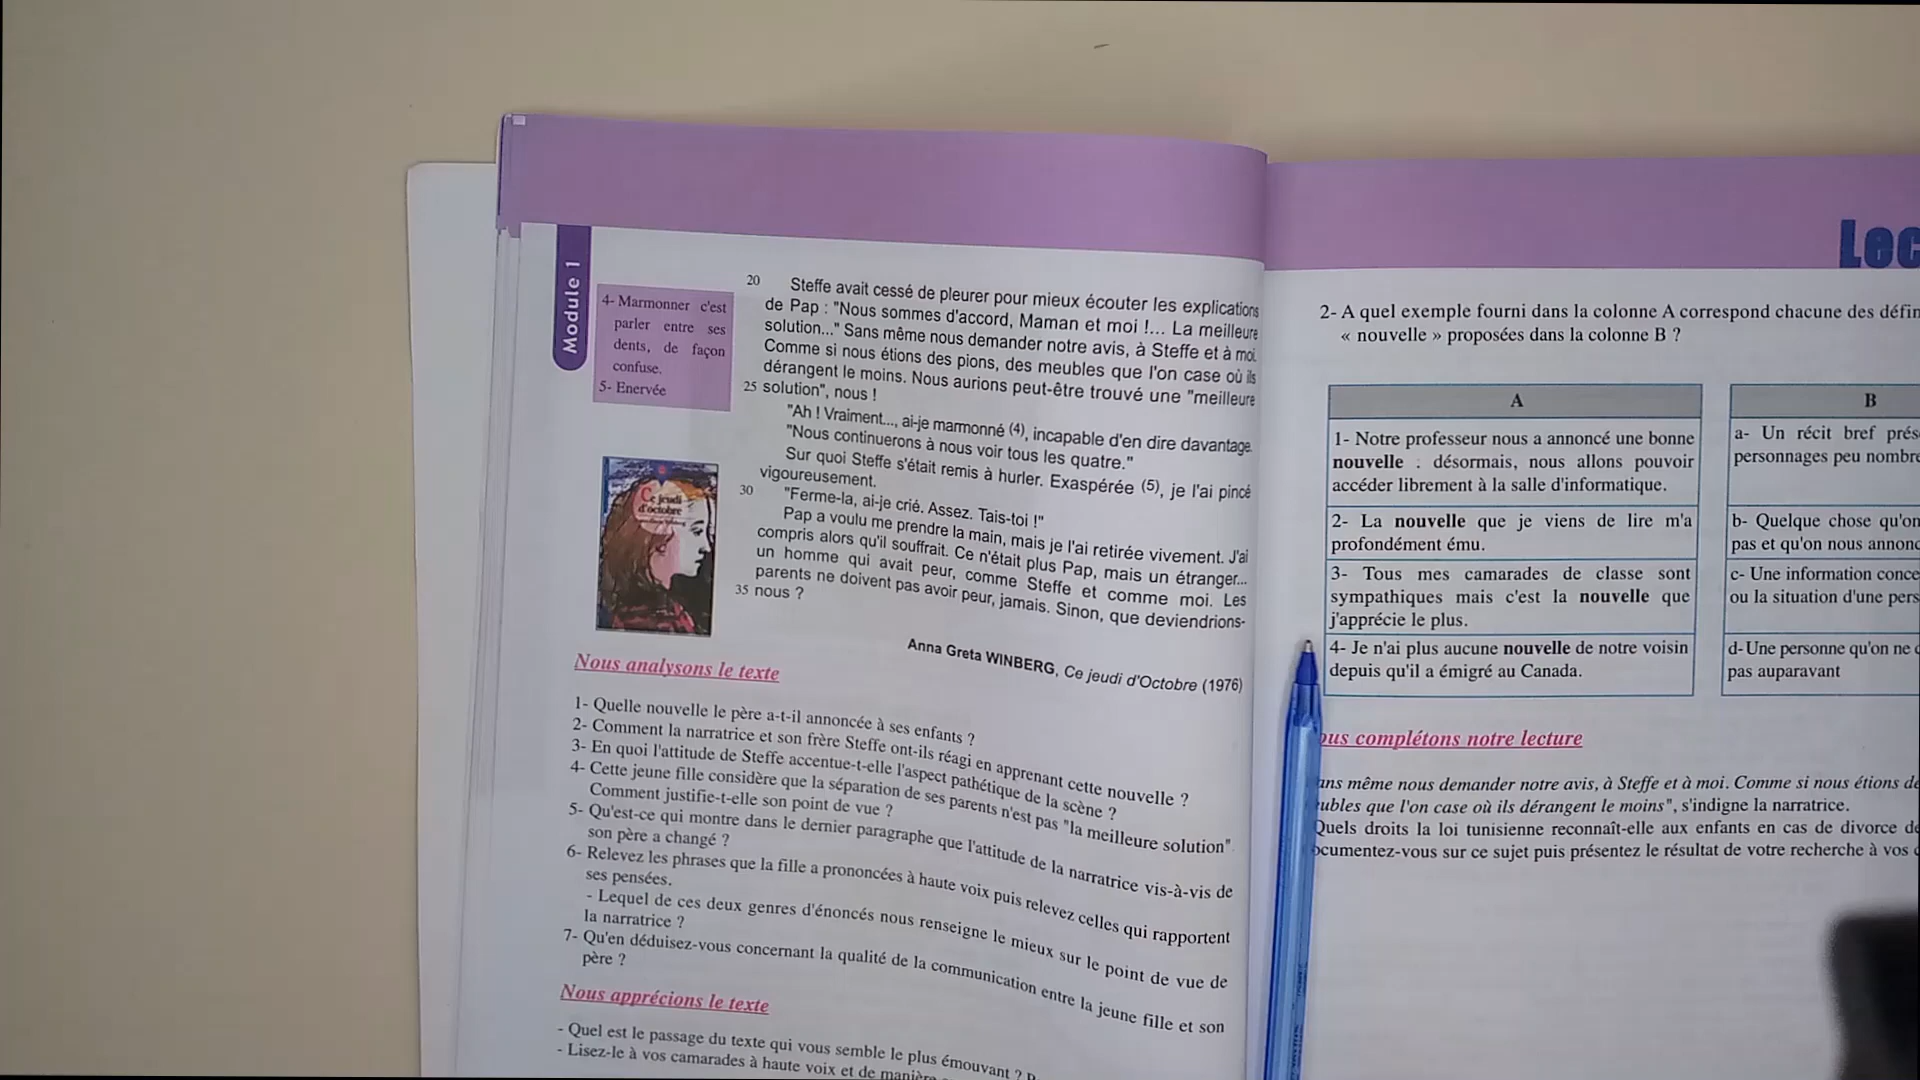 Module 1
4- Marmonner c'est
parler entre ses
dents, de façon
confuse.
5- Enervée
20 Steffe avait cessé de pleurer pour mieux écouter les explications
de Pap : "Nous sommes d'accord, Maman et moi !... La meilleure
solution..." Sans même nous demander notre avis, à Steffe et à moi.
Comme si nous étions des pions, des meubles que l'on case où ils
dérangent le moins. Nous aurions peut-être trouvé une "meilleure
25 solution", nous !
"Ah ! Vraiment..., ai-je marmonné (4), incapable d'en dire davantage.
"Nous continuerons à nous voir tous les quatre."
Sur quoi Steffe s'était remis à hurler. Exaspérée (5), je l'ai pincé
vigoureusement.
30 "Ferme-la, ai-je crié. Assez. Tais-toi !"
Pap a voulu me prendre la main, mais je l'ai retirée vivement. J'ai
compris alors qu'il souffrait. Ce n'était plus Pap, mais un étranger...
un homme qui avait peur, comme Steffe et comme moi. Les
parents ne doivent pas avoir peur, jamais. Sinon, que deviendrions-
35 nous ?
Anna Greta WINBERG, Ce jeudi d'Octobre (1976)
Ce jeudi
d'octobre
Nous analysons le texte
1- Quelle nouvelle le père a-t-il annoncée à ses enfants ?
2- Comment la narratrice et son frère Steffe ont-ils réagi en apprenant cette nouvelle ?
3- En quoi l'attitude de Steffe accentue-t-elle l'aspect pathétique de la scène ?
4- Cette jeune fille considère que la séparation de ses parents n'est pas "la meilleure solution".
Comment justifie-t-elle son point de vue ?
5- Qu'est-ce qui montre dans le dernier paragraphe que l'attitude de la narratrice vis-à-vis de
son père a changé ?
6- Relevez les phrases que la fille a prononcées à haute voix puis relevez celles qui rapportent
ses pensées.
- Lequel de ces deux genres d'énoncés nous renseigne le mieux sur le point de vue de
la narratrice ?
7- Qu'en déduisez-vous concernant la qualité de la communication entre la jeune fille et son
père ?
Nous apprécions le texte
- Quel est le passage du texte qui vous semble le plus émouvant ?
- Lisez-le à vos camarades à haute voix et de manière
Lec
2- A quel exemple fourni dans la colonne A correspond chacune des défin
« nouvelle » proposées dans la colonne B ?
A
1- Notre professeur nous a annoncé une bonne
nouvelle : désormais, nous allons pouvoir
accéder librement à la salle d'informatique.
2- La nouvelle que je viens de lire m'a
profondément ému.
3- Tous mes camarades de classe sont
sympathiques mais c'est la nouvelle que
j'apprécie le plus.
4- Je n'ai plus aucune nouvelle de notre voisin
depuis qu'il a émigré au Canada.
B
a- Un récit bref prés
personnages peu nombre
b- Quelque chose qu'on
pas et qu'on nous annonc
c- Une information conce
ou la situation d'une pers
d- Une personne qu'on ne c
pas auparavant
ous complétons notre lecture
ans même nous demander notre avis, à Steffe et à moi. Comme si nous étions de
ubles que l'on case où ils dérangent le moins", s'indigne la narratrice.
Quels droits la loi tunisienne reconnaît-elle aux enfants en cas de divorce de
ocumentez-vous sur ce sujet puis présentez le résultat de votre recherche à vos c